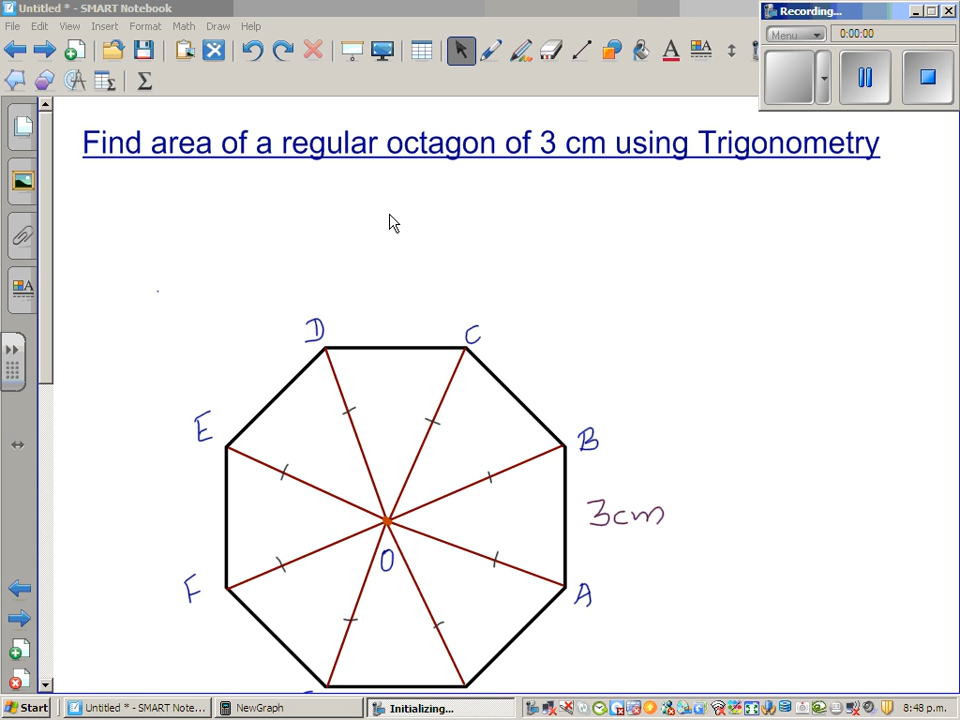 Untitled * - SMART Notebook
Recording...
File Edit View Insert Format Math Draw Help
Menu
0:00:00
Find area of a regular octagon of 3 cm using Trigonometry
D
C
E
B
3cm
O
F
A
Start
Untitled * - SMART Note...
NewGraph
Initializing...
8:48 p.m.